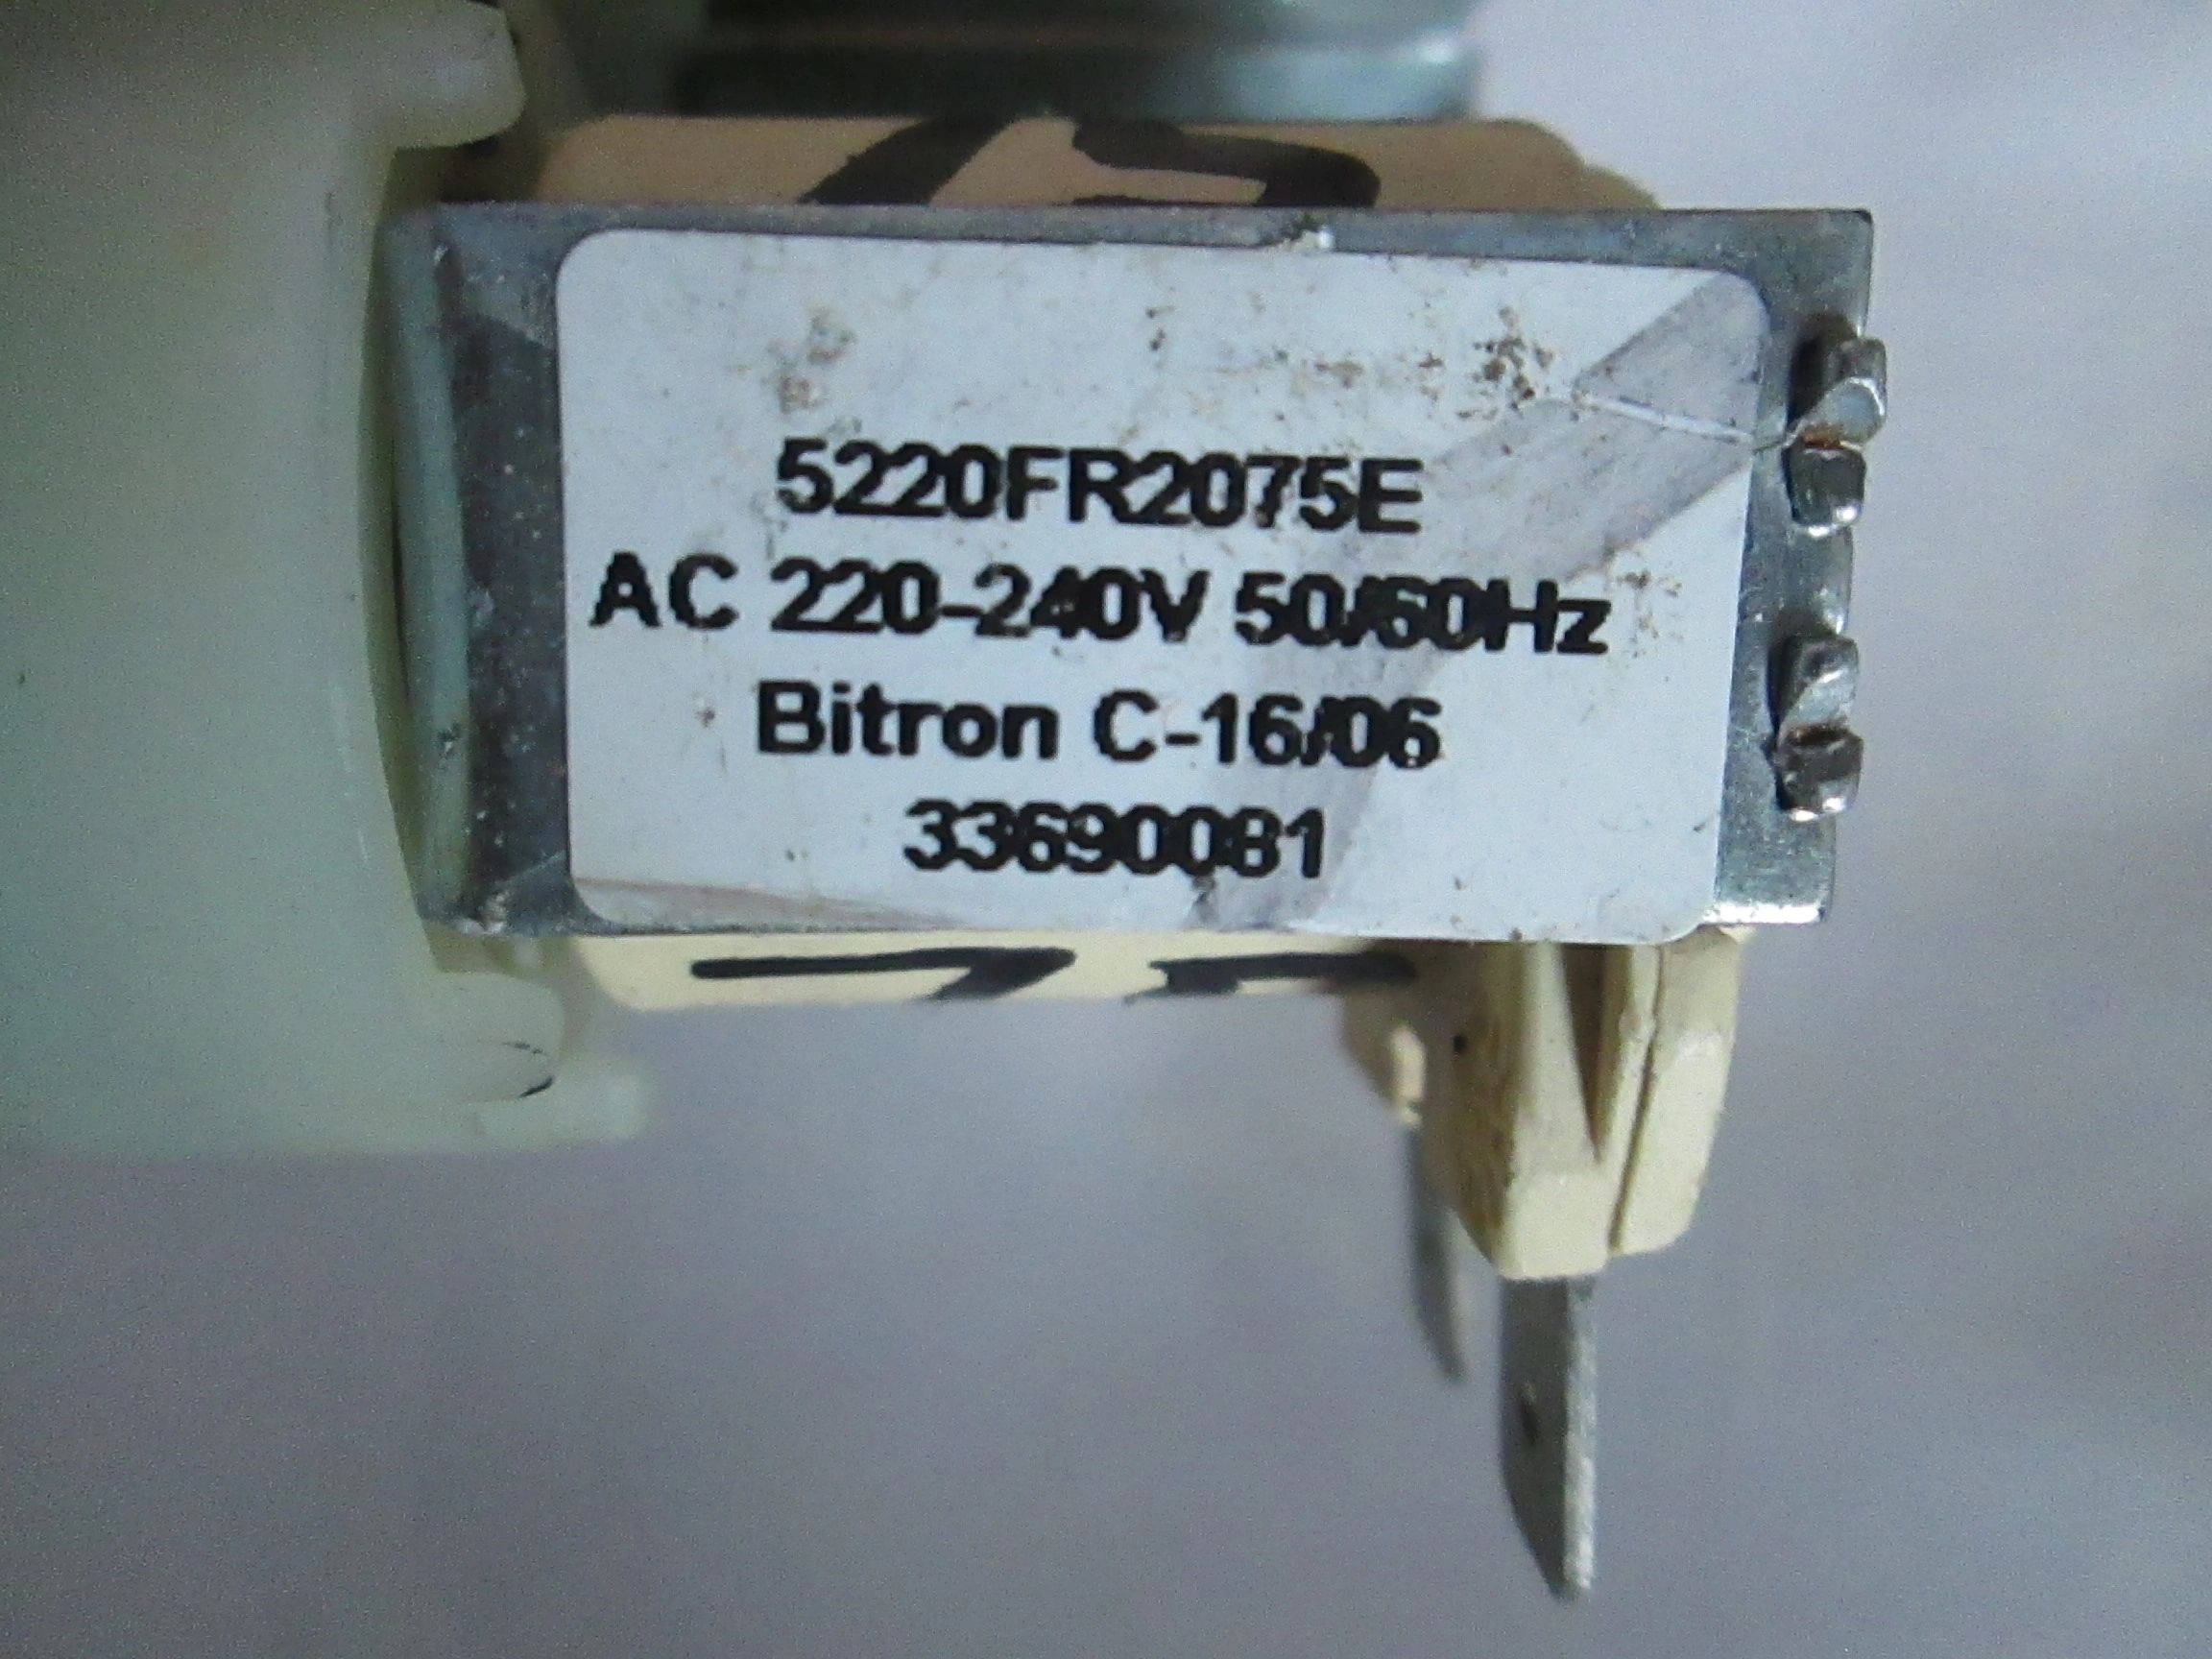 5220FR2075E
AC 220-240V 50/60Hz
Bitron C-16/06
33690081